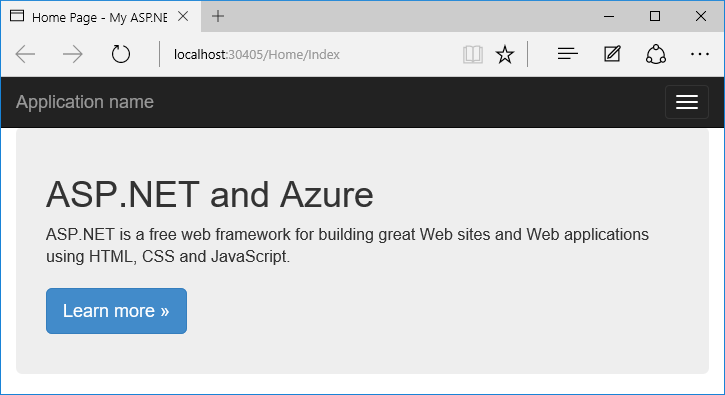 Home Page - My ASP.NE
localhost:30405/Home/Index
Application name
ASP.NET and Azure
ASP.NET is a free web framework for building great Web sites and Web applications
using HTML, CSS and JavaScript.
Learn more »